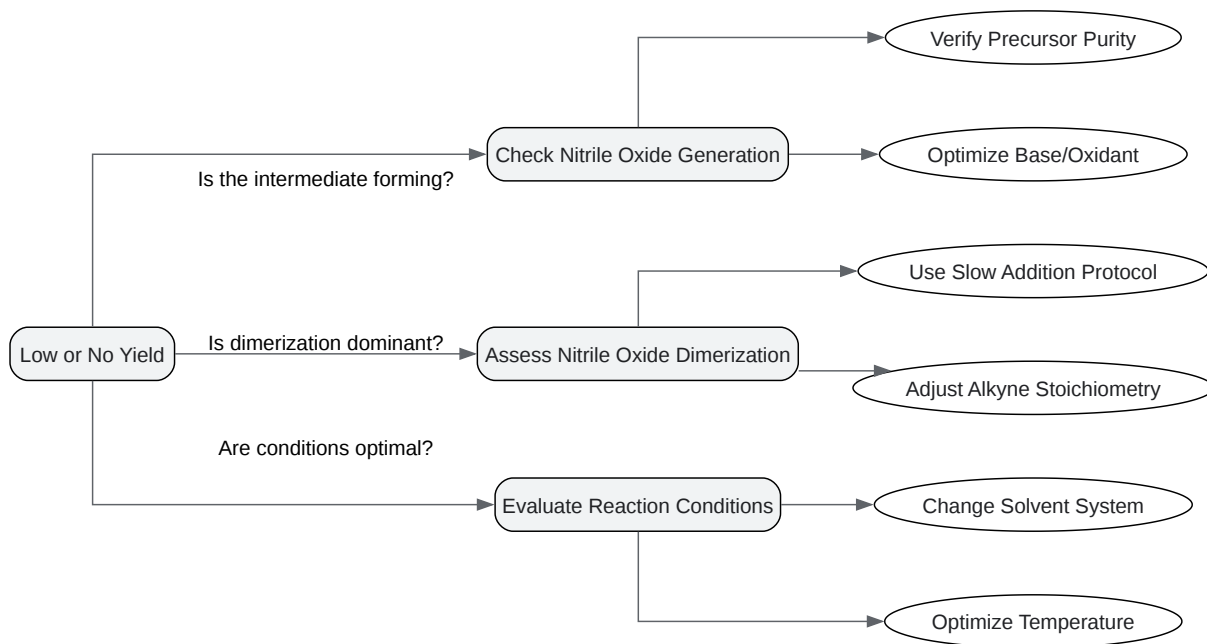 Verify Precursor Purity
Check Nitrile Oxide Generation
Optimize Base/Oxidant
Is the intermediate forming?
Use Slow Addition Protocol
Is dimerization dominant?
Low or No Yield
Assess Nitrile Oxide Dimerization
Adjust Alkyne Stoichiometry
Are conditions optimal?
Evaluate Reaction Conditions
Change Solvent System
Optimize Temperature